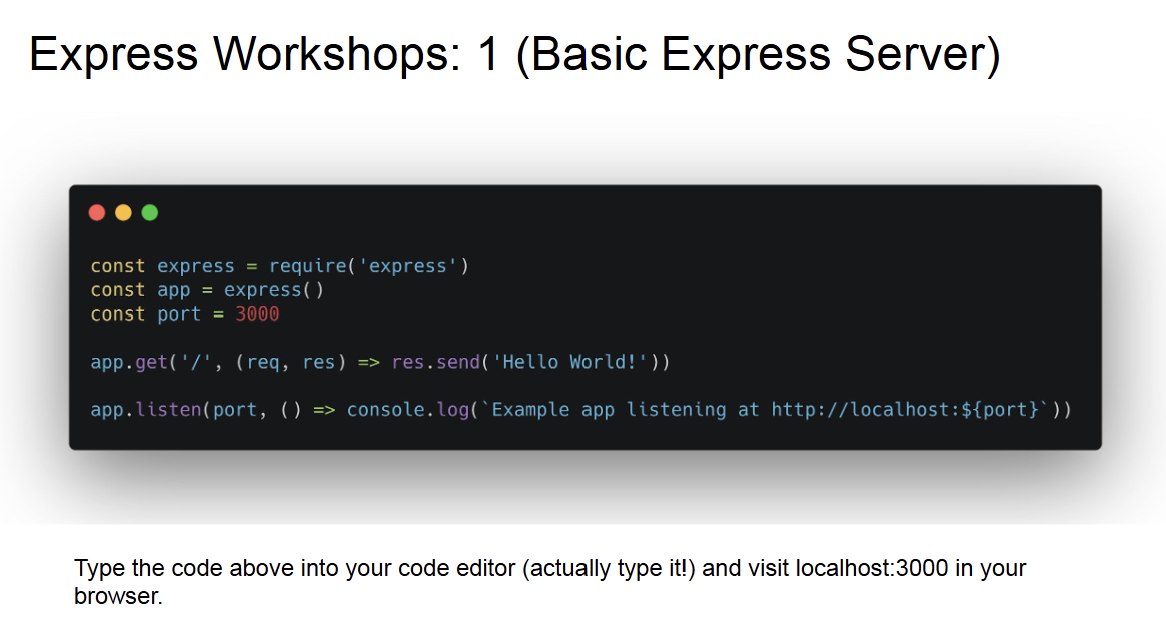 Express Workshops: 1 (Basic Express Server)
const express = require('express')
const app = express()
const port = 3000
app.get('/', (req, res) => res.send('Hello World!'))
app.listen(port, () => console.log(`Example app listening at http://localhost:${port}`))
Type the code above into your code editor (actually type it!) and visit localhost:3000 in your
browser.